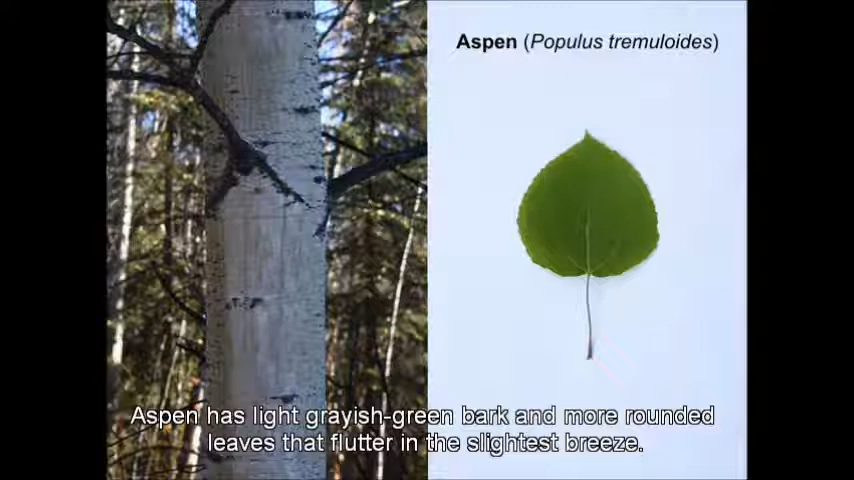 Aspen (Populus tremuloides)
Aspen has light grayish-green bark and more rounded
leaves that flutter in the slightest breeze.